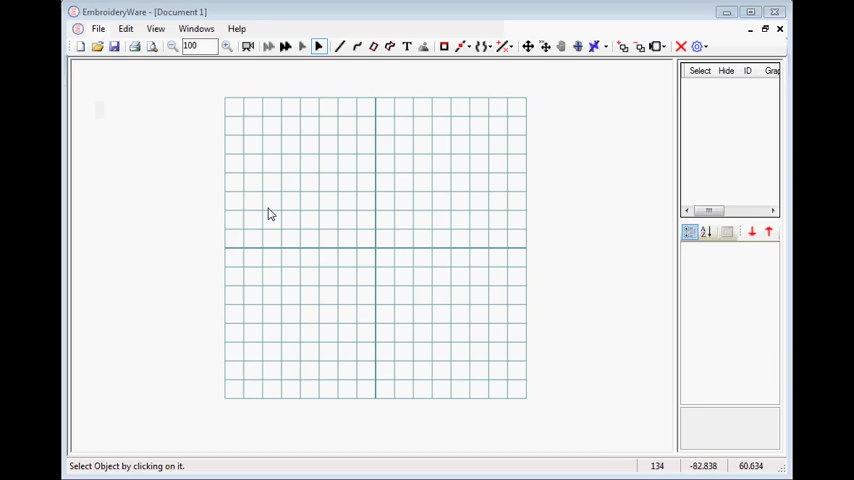 EmbroideryWare - [Document 1]
File Edit View Windows Help
100
T
Select Hide ID Grap
Select Object by clicking on it.
134 -82.838 60.634